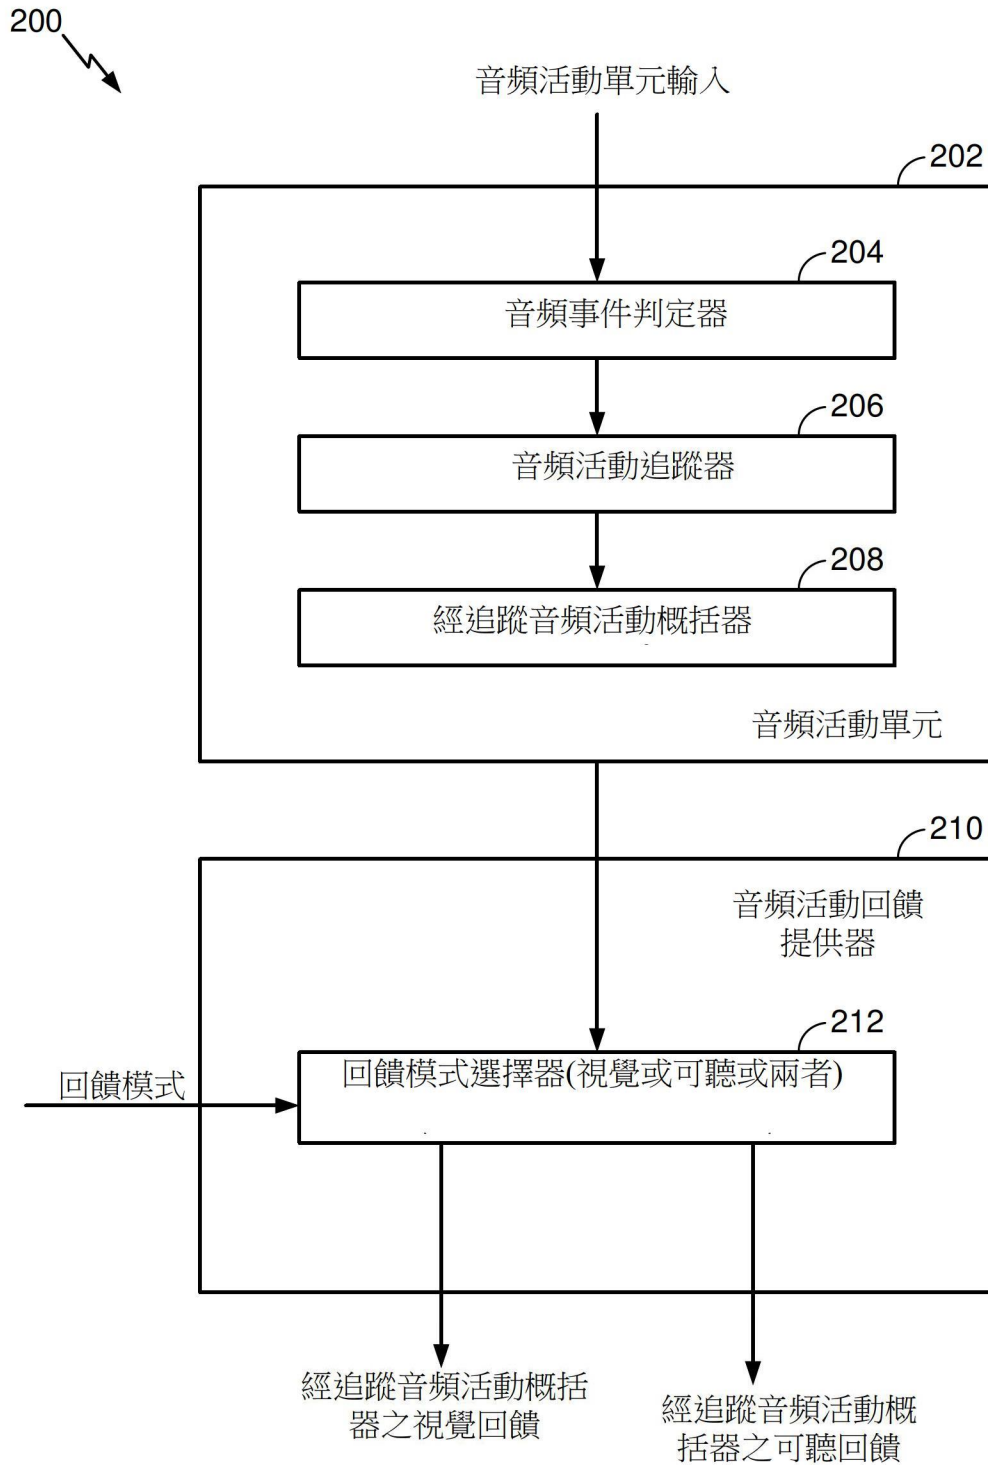 200
音頻活動單元輸入
202
204
音頻事件判定器
206
音頻活動追蹤器
208
經追蹤音頻活動概括器
音頻活動單元
210
音頻活動回饋
提供器
212
回饋模式選擇器(視覺或可聽或兩者)
回饋模式
經追蹤音頻活動概括
器之視覺回饋
經追蹤音頻活動概
括器之可聽回饋